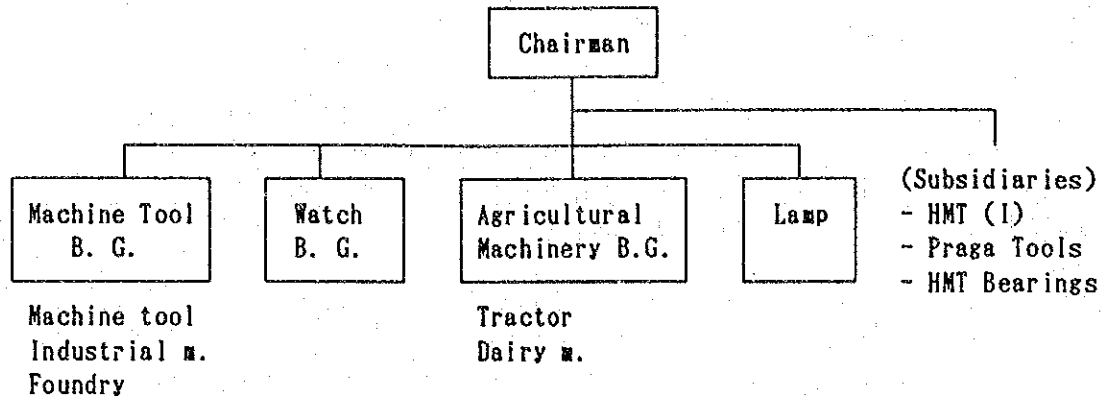 Chairman
Machine Tool
B. G.
Watch
B. G.
Agricultural
Machinery B.G.
Lamp
(Subsidiaries)
- HMT (I)
- Praga Tools
- HMT Bearings
Machine tool
Industrial m.
Foundry
Tractor
Dairy m.